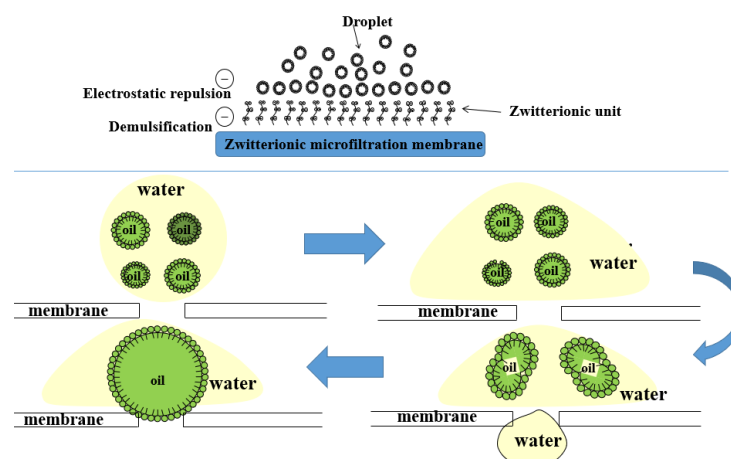 Droplet
−
Electrostatic repulsion
Zwitterionic unit
−
Demulsification
Zwitterionic microfiltration membrane
water
oil
oil
oil
oil
membrane
oil
oil
water
oil
oil
membrane
oil
water
membrane
oil
oil
water
membrane
water